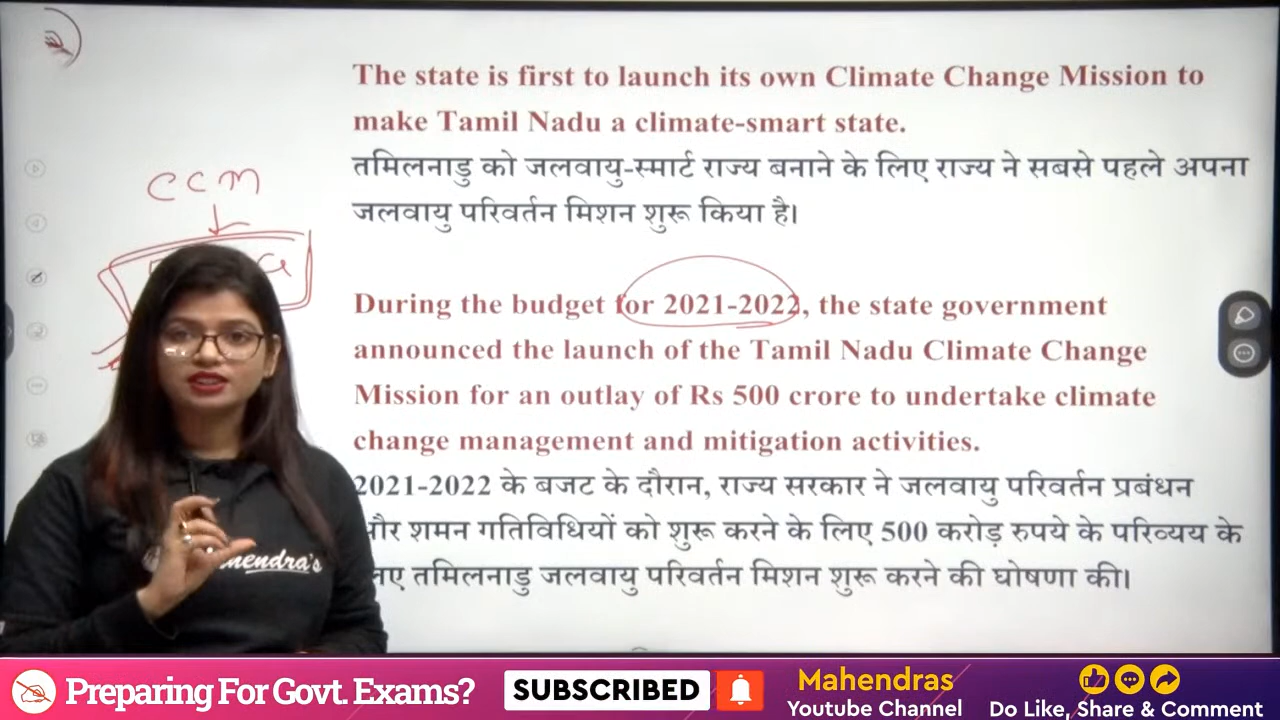 The state is first to launch its own Climate Change Mission to
make Tamil Nadu a climate-smart state.
तमिलनाडु को जलवायु-स्मार्ट राज्य बनाने के लिए राज्य ने सबसे पहले अपना
जलवायु परिवर्तन मिशन शुरू किया है।
CCM
During the budget for 2021-2022, the state government
announced the launch of the Tamil Nadu Climate Change
Mission for an outlay of Rs 500 crore to undertake climate
change management and mitigation activities.
2021-2022 के बजट के दौरान, राज्य सरकार ने जलवायु परिवर्तन प्रबंधन
और शमन गतिविधियों को शुरू करने के लिए 500 करोड़ रुपये के परिव्यय के
तमिलनाडु जलवायु परिवर्तन मिशन शुरू करने की घोषणा की।
Preparing For Govt. Exams?
SUBSCRIBED
Mahendras
Youtube Channel
Do Like, Share & Comment